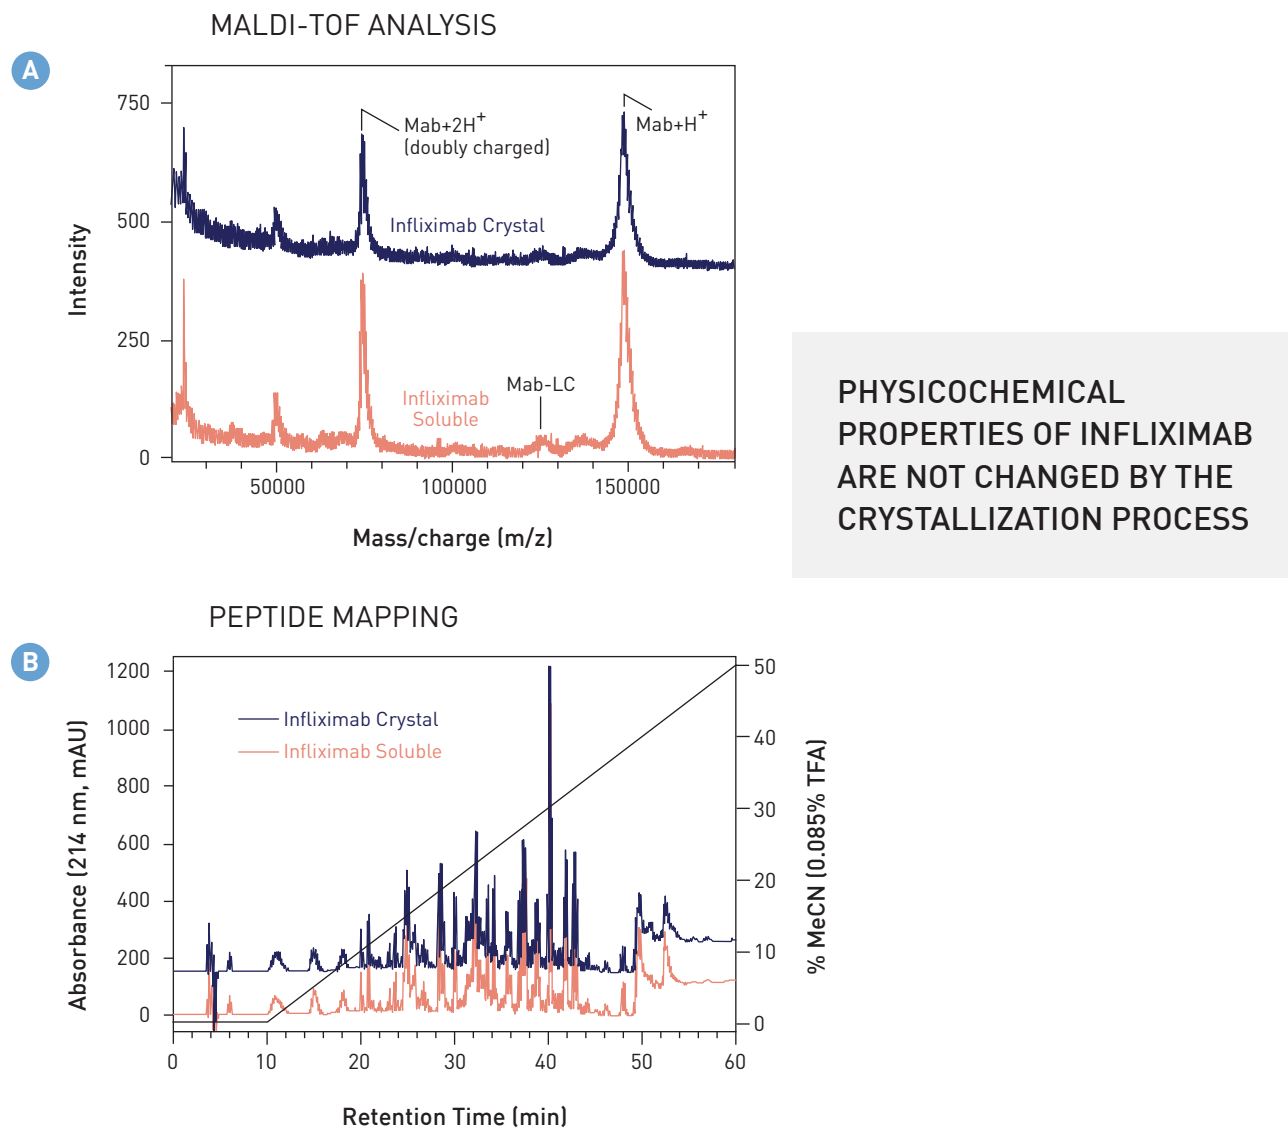 MALDI-TOF ANALYSIS
A
Intensity
750
500
250
0
Mab+2H+
(doubly charged)
Mab+H+
Infliximab Crystal
Infliximab
Soluble
Mab-LC
50000
100000
150000
Mass/charge (m/z)
PHYSICOCHEMICAL
PROPERTIES OF INFLIXIMAB
ARE NOT CHANGED BY THE
CRYSTALLIZATION PROCESS
PEPTIDE MAPPING
B
Absorbance (214 nm, mAU)
1200
1000
800
600
400
200
0
Infliximab Crystal
Infliximab Soluble
50
40
30
20
10
0
% MeCN (0.085% TFA)
0
10
20
30
40
50
60
Retention Time (min)